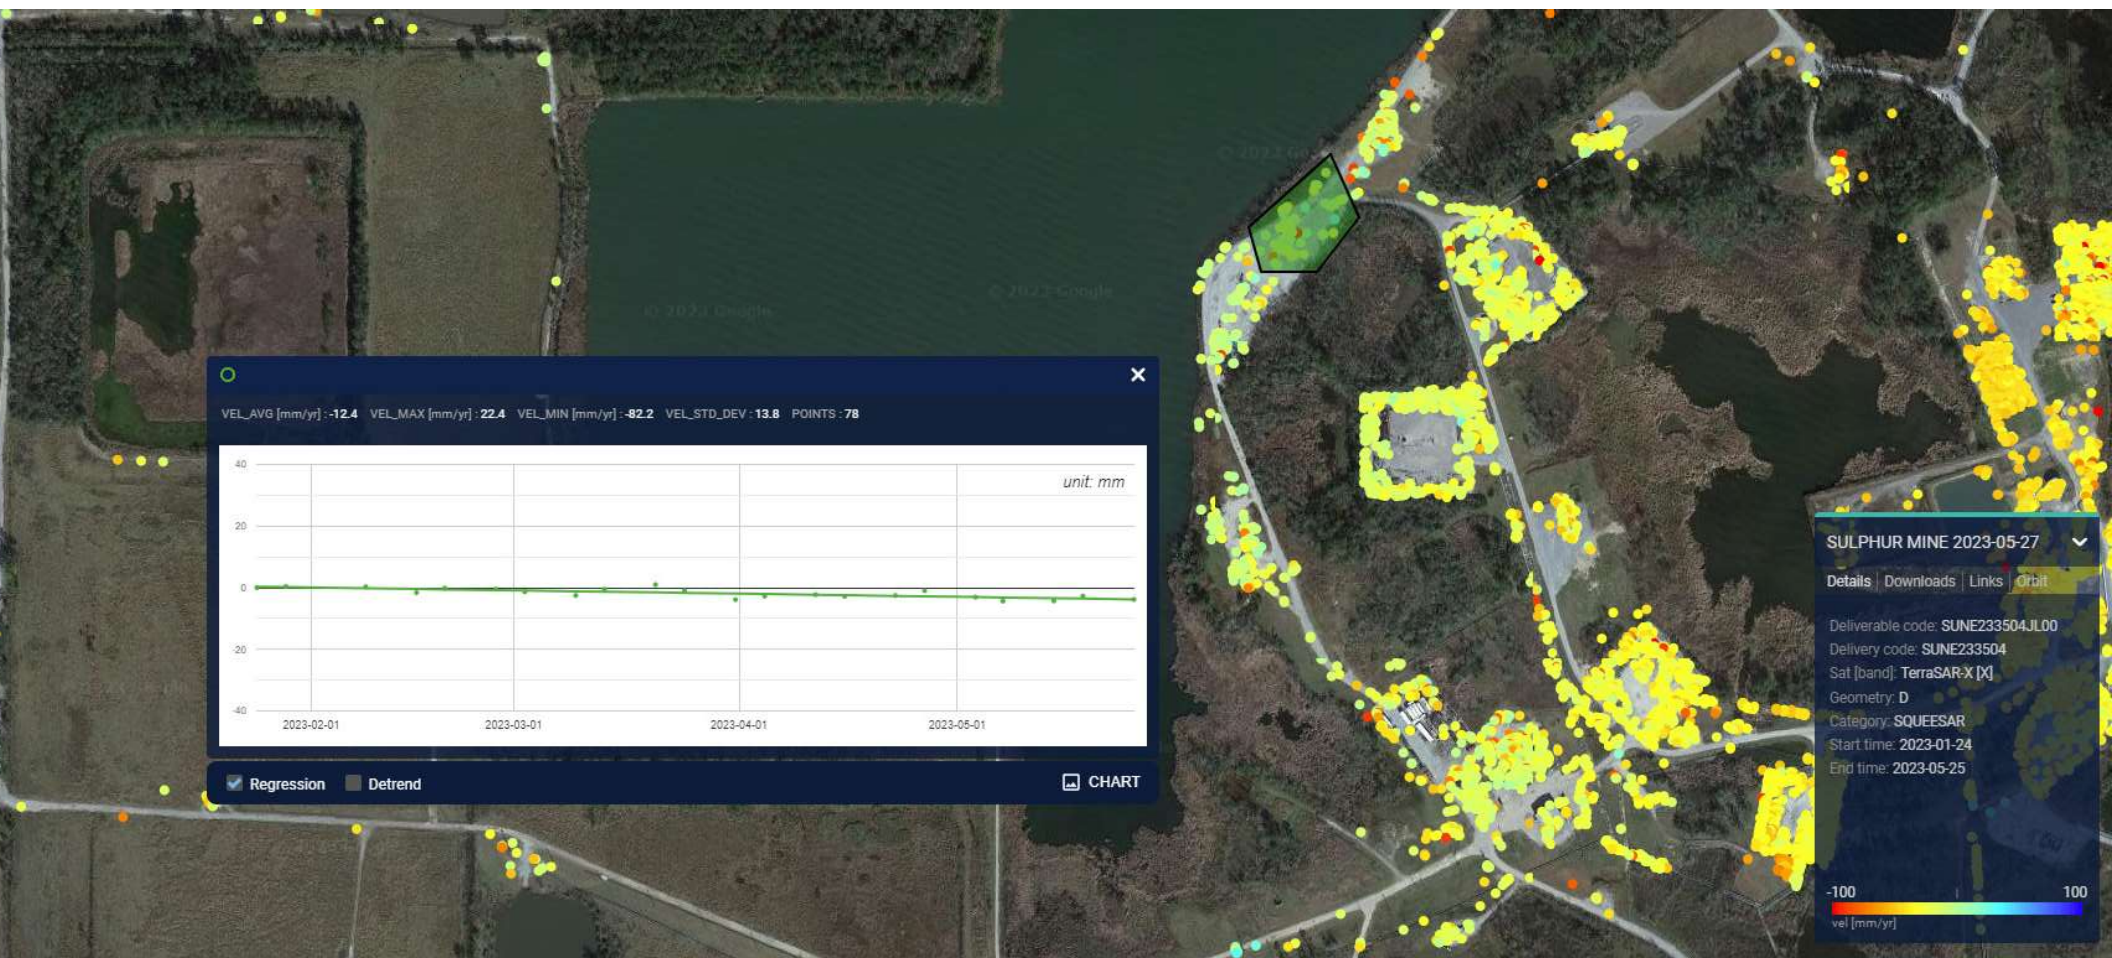 © 2023 Google
© 2023 Google
VEL_AVG [mm/yr] : -12.4 VEL_MAX [mm/yr] : 22.4 VEL_MIN [mm/yr] : -82.2 VEL_STD_DEV : 13.8 POINTS : 78
unit: mm
40
20
0
-20
-40
2023-02-01 2023-03-01 2023-04-01 2023-05-01
Regression Detrend CHART
SULPHUR MINE 2023-05-27
Details Downloads Links Orbit
Deliverable code: SUNE233504JL00
Delivery code: SUNE233504
Sat [band]: TerraSAR-X [X]
Geometry: D
Category: SQUEESAR
Start time: 2023-01-24
End time: 2023-05-25
-100 100
vel [mm/yr]